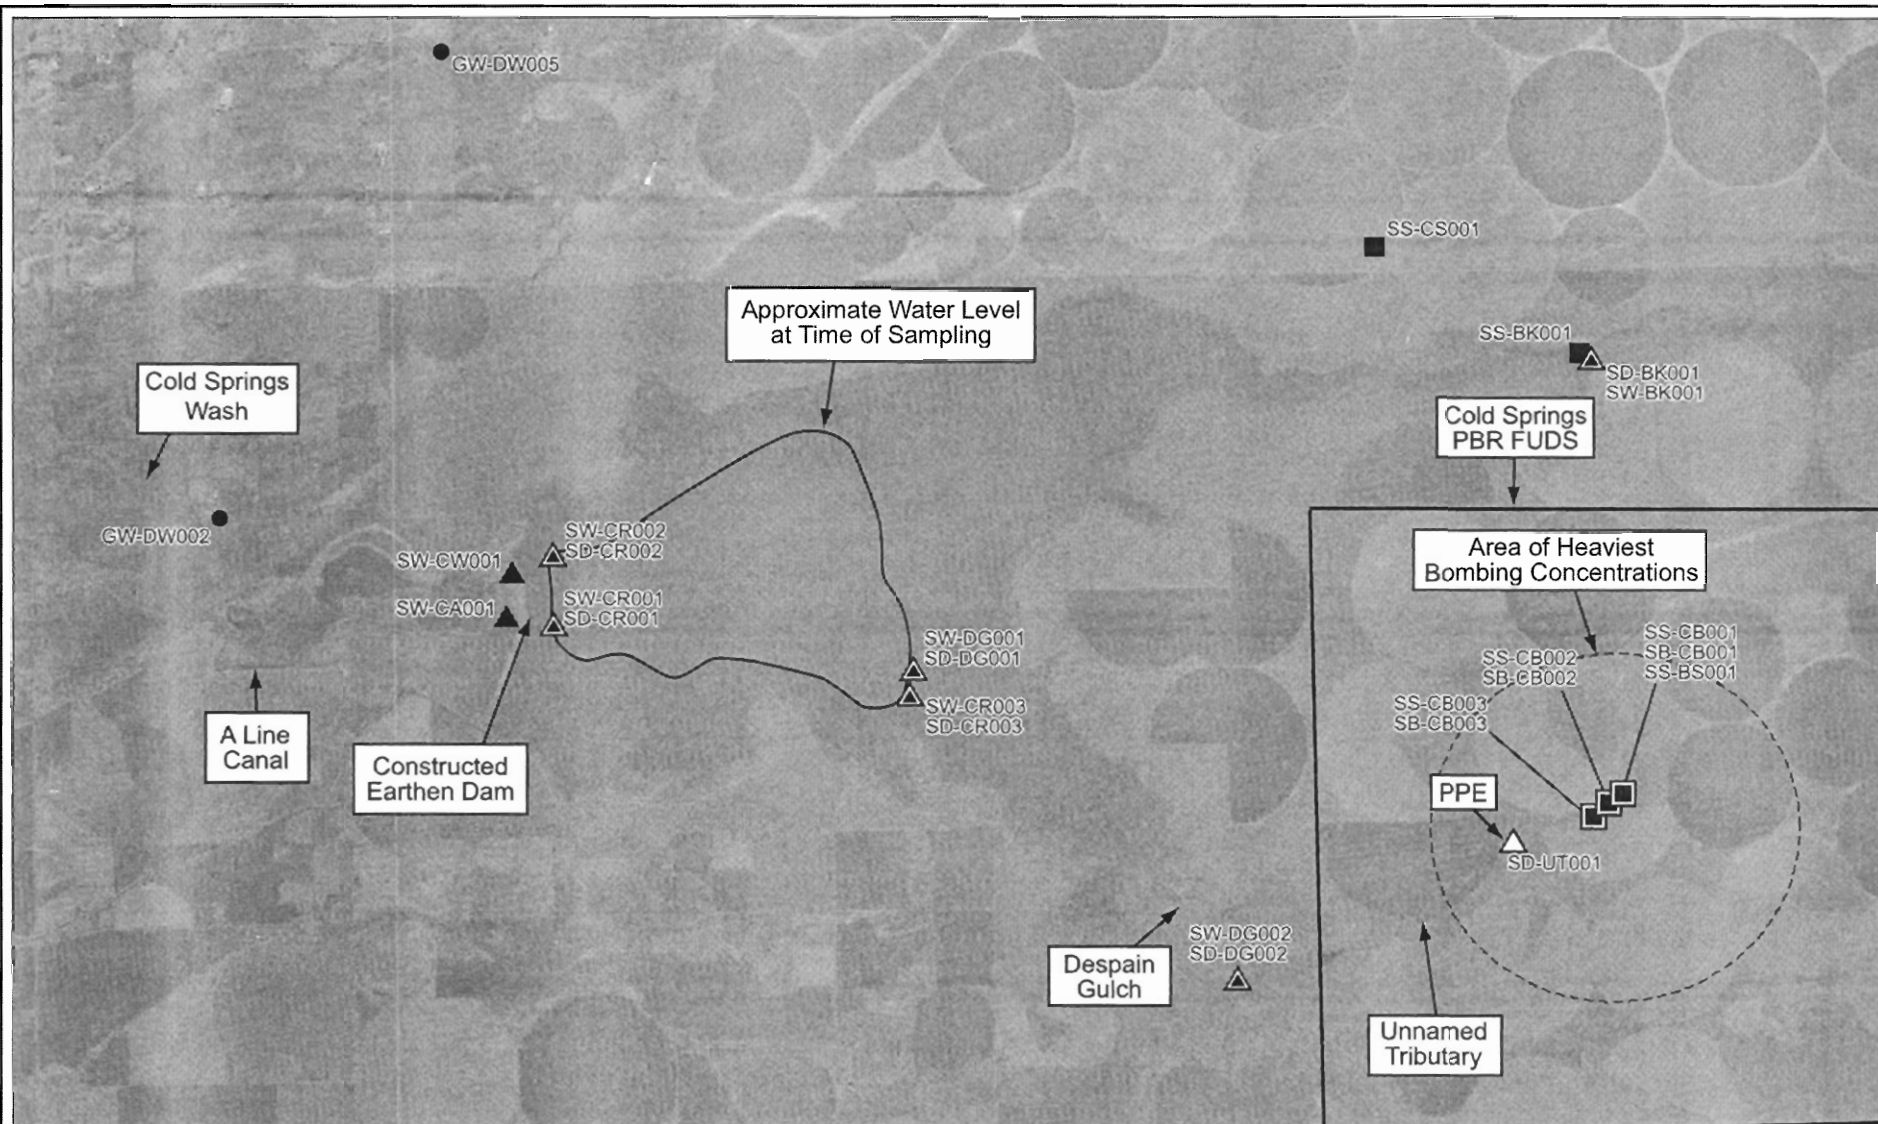 GW-DW005
SS-CS001
Approximate Water Level
at Time of Sampling
SS-BK001
SD-BK001
SW-BK001
Cold Springs
Wash
Cold Springs
PBR FUDS
GW-DW002
SW-CR002
SD-CR002
SW-CW001
Area of Heaviest
Bombing Concentrations
SW-CR001
SD-CR001
SW-CA001
SW-DG001
SD-DG001
SS-CB001
SB-CB001
SS-BS001
SS-CB002
SB-CB002
SS-CB003
SB-CB003
SW-CR003
SD-CR003
A Line
Canal
Constructed
Earthen Dam
PPE
SD-UT001
SW-DG002
SD-DG002
Despain
Gulch
Unnamed
Tributary